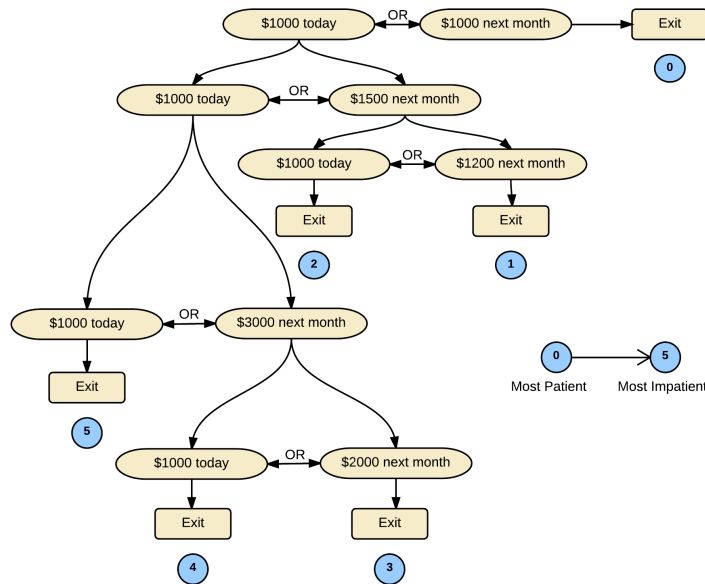 $1000 today
OR
$1000 next month
Exit
0
$1000 today
OR
$1500 next month
$1000 today
OR
$1200 next month
Exit
Exit
2
1
$1000 today
OR
$3000 next month
Exit
5
0
5
Most Patient
Most Impatient
$1000 today
OR
$2000 next month
Exit
Exit
4
3